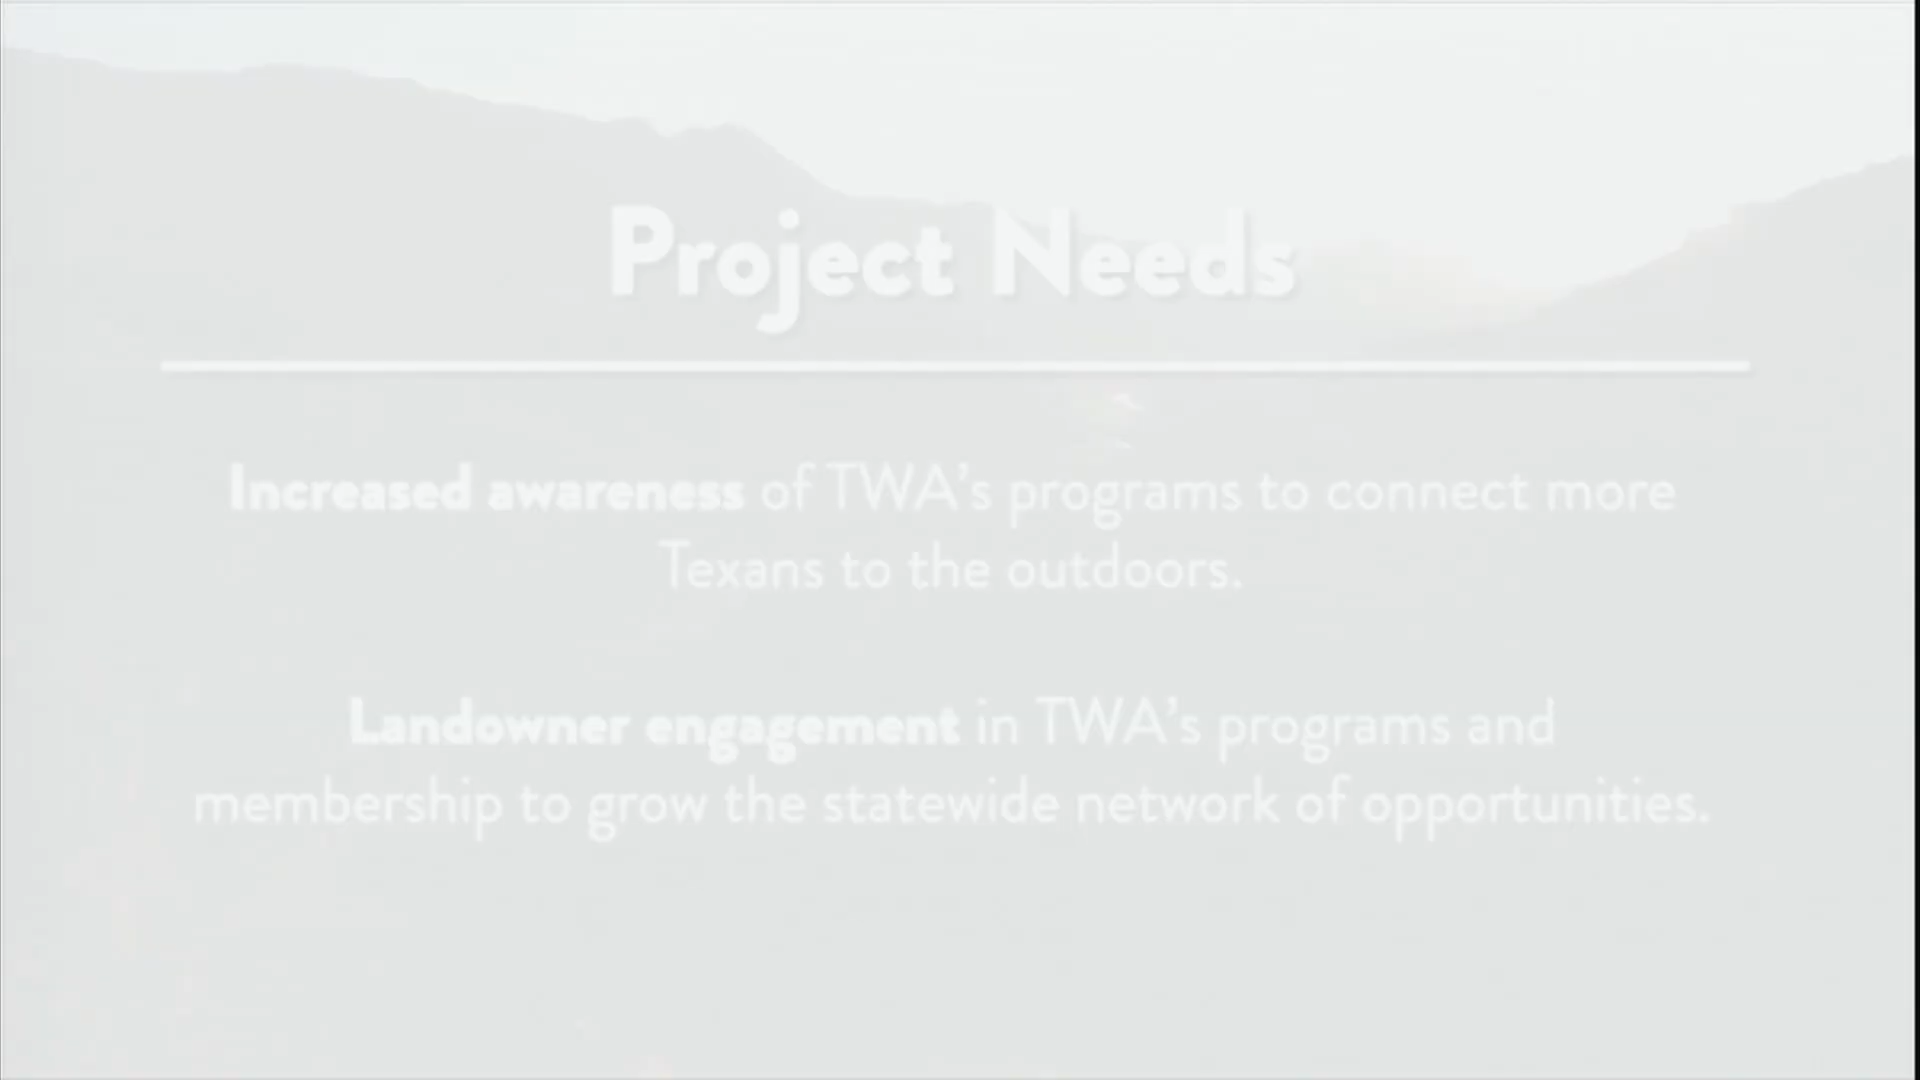 Project Needs
Increased awareness of TWA's programs to connect more
Texans to the outdoors.
Landowner engagement in TWA's programs and
membership to grow the statewide network of opportunities.